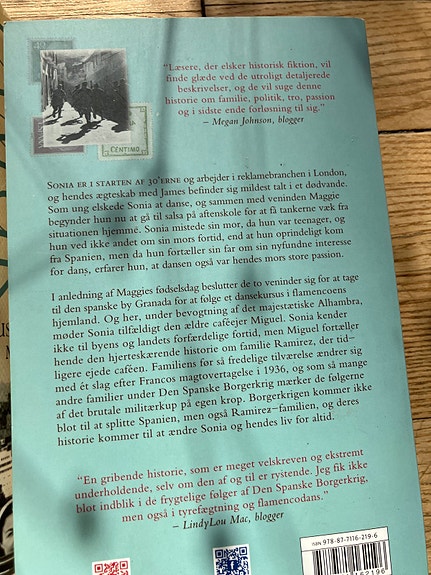 “Læsere, der elsker historisk fiktion, vil
finde glæde ved de utroligt detaljerede
beskrivelser, og de vil suge denne
historie om familie, politik, tro, passion
og i sidste ende forløsning til sig.”
– Megan Johnson, blogger
CENTIMO
Sonia er i starten af 30’erne og arbejder i reklamebranchen i London,
og hendes ægteskab med James befinder sig mildest talt i et dødvande.
Som ung elskede Sonia at danse, og sammen med veninden Maggie
begynder hun nu at gå til salsa på aftenskole for at få tankerne væk fra
situationen hjemme. Sonia mistede sin mor, da hun var teenager, og
hun ved ikke andet om sin mors fortid, end at hun oprindeligt kom
fra Spanien, men da hun fortæller sin far om sin nyfundne interesse
for dans, erfarer hun, at dansen også var hendes mors store passion.
I anledning af Maggies fødselsdag beslutter de to veninder sig for at tage
til den spanske by Granada for at følge et dansekursus i flamencoens
hjemland. Og her, under bevogtning af det majestætiske Alhambra,
møder Sonia tilfældigt den ældre caféejer Miguel. Sonia kender
ikke til byens og landets forfærdelige fortid, men Miguel fortæller
hende den hjerteskærende historie om familie Ramirez, der tid-
ligere ejede caféen. Familiens før så fredelige tilværelse ændrer sig
med ét slag efter Francos magtovertagelse i 1936, og som så mange
andre familier under Den Spanske Borgerkrig mærker de følgerne
af det brutale militærkup på egen krop. Borgerkrigen kommer ikke
blot til at splitte Spanien, men også Ramirez-familien, og deres
historie kommer til at ændre Sonia og hendes liv for altid.
“En gribende historie, som er meget velskreven og ekstremt
underholdende, selv om den af og til er rystende. Jeg fik ikke
blot indblik i de frygtelige følger af Den Spanske Borgerkrig,
men også i tyrefægtning og flamencodans.”
– LindyLou Mac, blogger
ISBN 978-87-7116-219-6